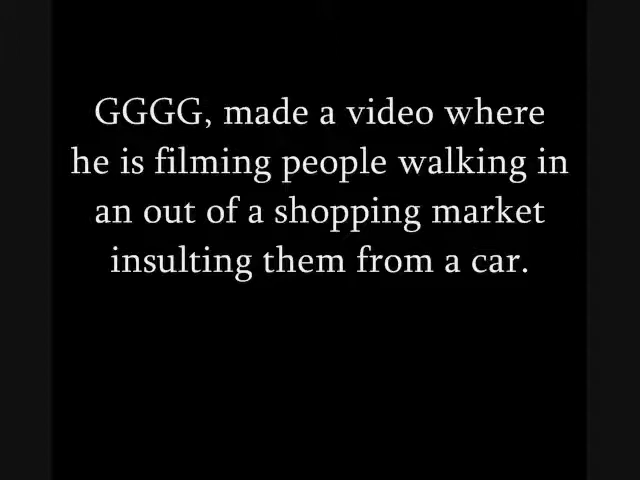 GGGG, made a video where
he is filming people walking in
an out of a shopping market
insulting them from a car.